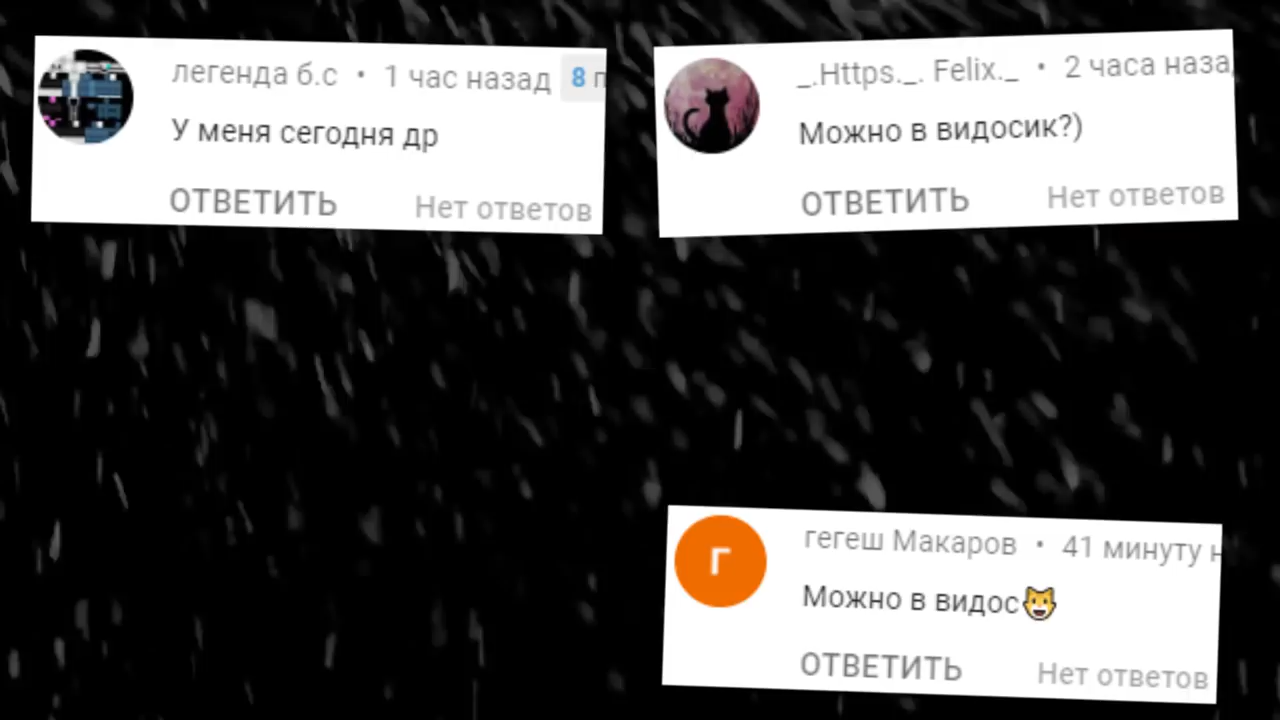 легенда б.с • 1 час назад 8 п
У меня сегодня др
ОТВЕТИТЬ Нет ответов
_.Https._. Felix._ • 2 часа наза
Можно в видосик?)
ОТВЕТИТЬ Нет ответов
Г
гегеш Макаров • 41 минуту н
Можно в видос😺
ОТВЕТИТЬ Нет ответов